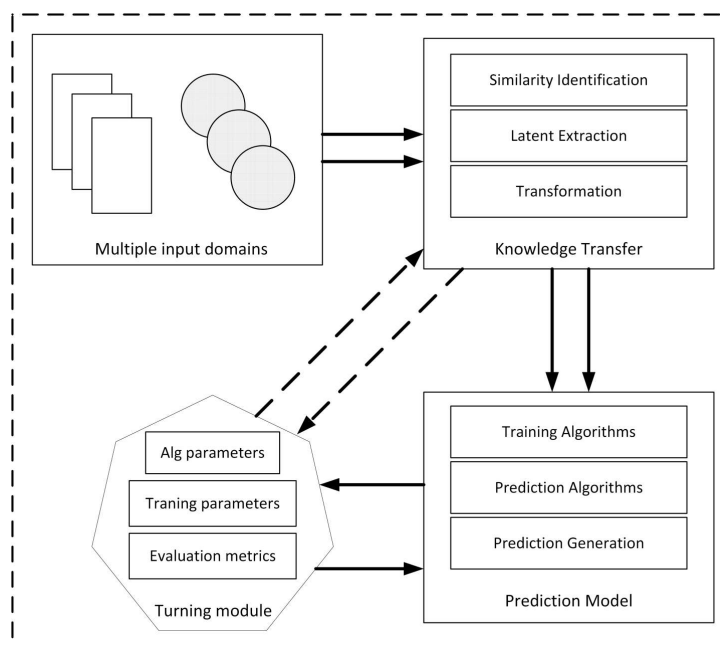 Similarity Identification
Latent Extraction
Transformation
Multiple input domains
Knowledge Transfer
Alg parameters
Traning parameters
Evaluation metrics
Turning module
Training Algorithms
Prediction Algorithms
Prediction Generation
Prediction Model